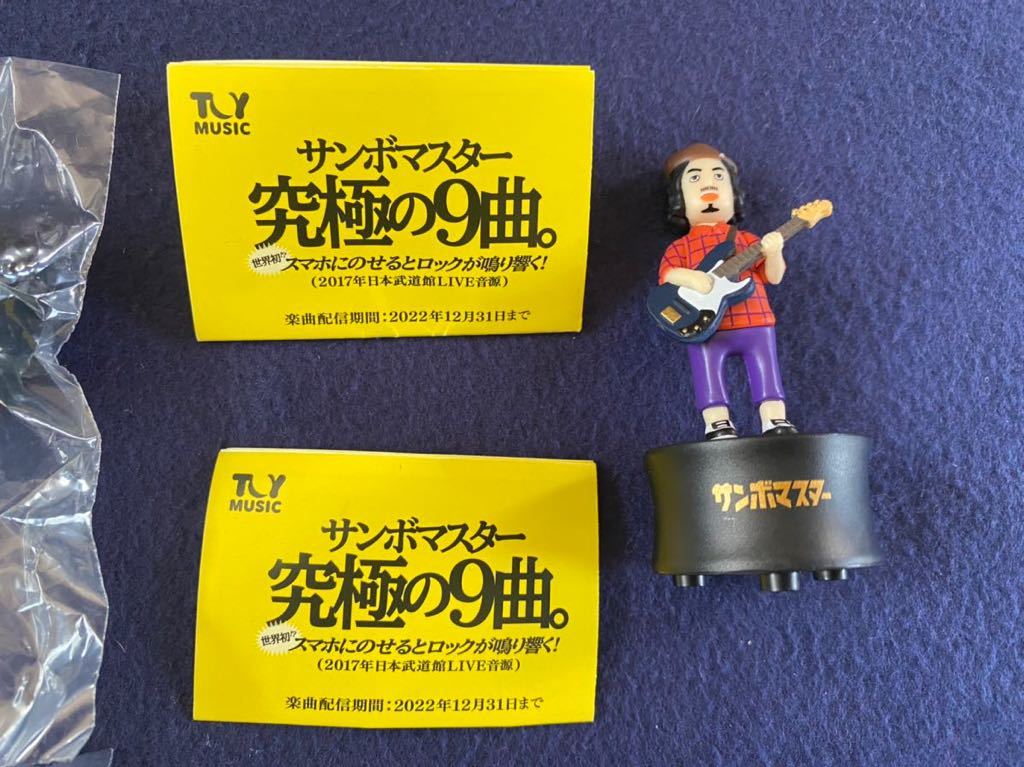 TOY
MUSIC
サンボマスター
究極の9曲。
世界初!?
スマホにのせるとロックが鳴り響く!
(2017年日本武道館LIVE音源)
楽曲配信期間:2022年12月31日まで
TOY
MUSIC
サンボマスター
究極の9曲。
世界初!?
スマホにのせるとロックが鳴り響く!
(2017年日本武道館LIVE音源)
楽曲配信期間:2022年12月31日まで
サンボマスター